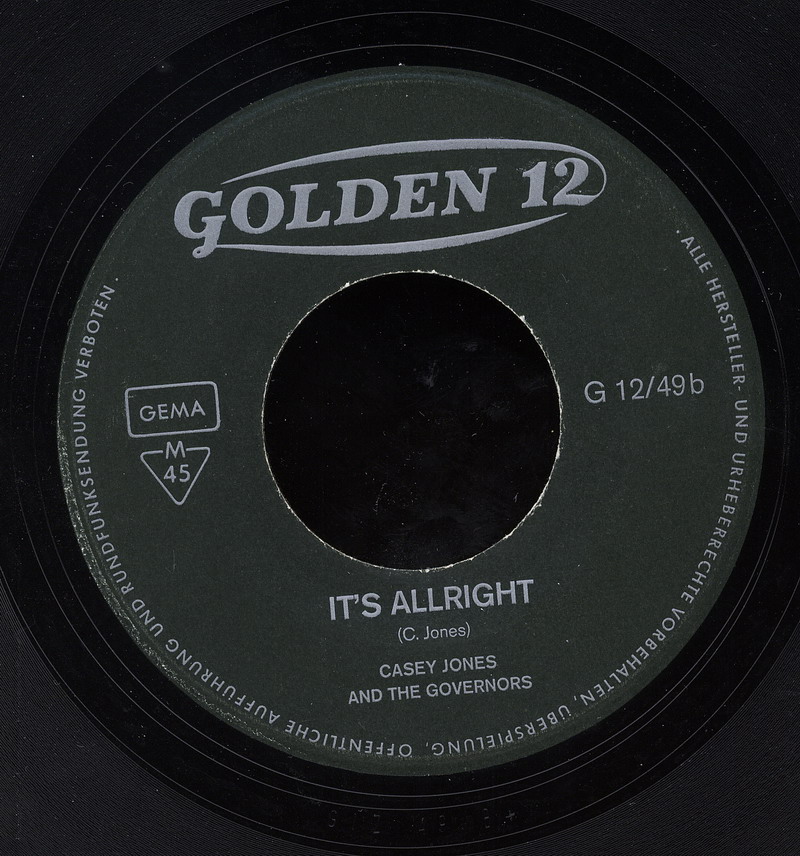 GOLDEN 12
ALLE HERSTELLER- UND URHEBERRECHTE VORBEHALTEN, ÜBERSPIELUNG, ÖFFENTLICHE AUFFÜHRUNG UND RUNDFUNKSENDUNG VERBOTEN
G 12/49b
GEMA
M
45
IT'S ALLRIGHT
(C. Jones)
CASEY JONES
AND THE GOVERNORS